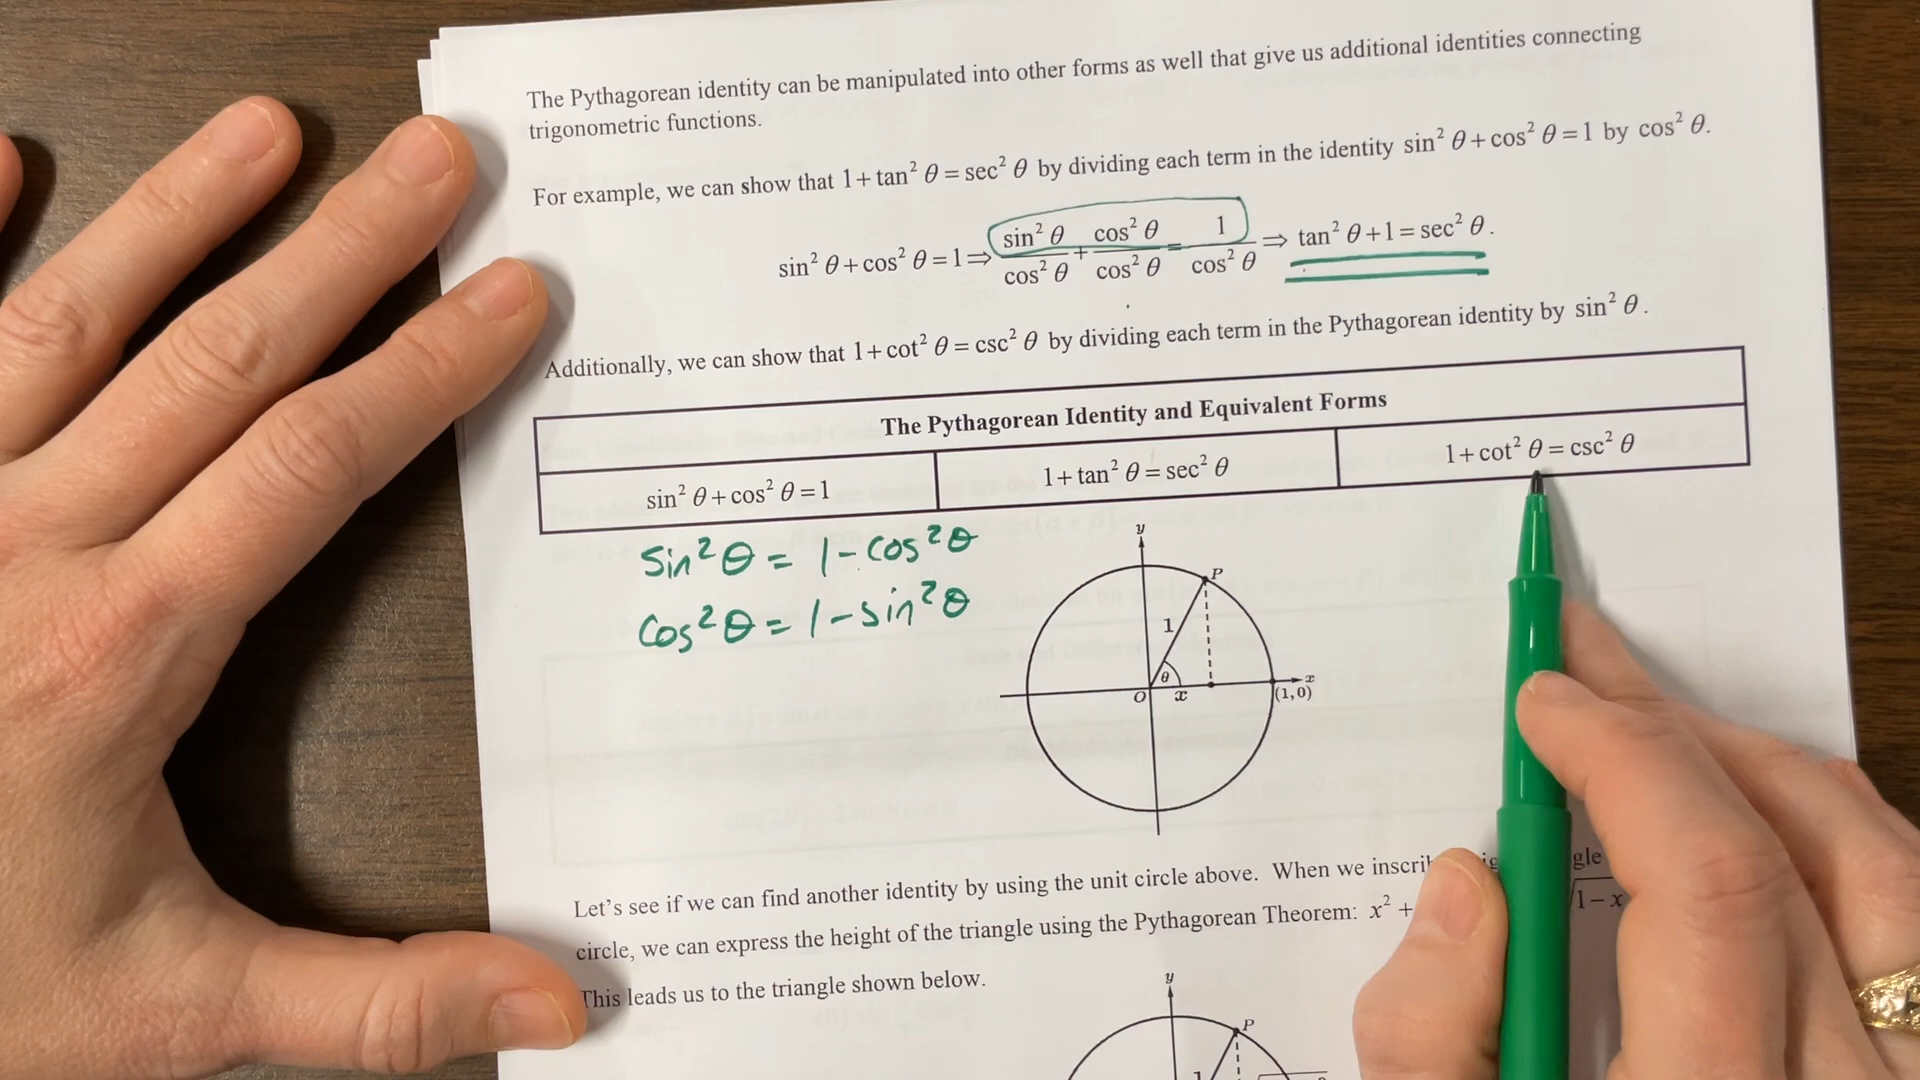 The Pythagorean identity can be manipulated into other forms as well that give us additional identities connecting
trigonometric functions.
For example, we can show that 1 + tan² θ = sec² θ by dividing each term in the identity sin² θ + cos² θ = 1 by cos² θ.
sin² θ + cos² θ = 1 ⇒ sin² θ/cos² θ + cos² θ/cos² θ = 1/cos² θ ⇒ tan² θ + 1 = sec² θ.
Additionally, we can show that 1 + cot² θ = csc² θ by dividing each term in the Pythagorean identity by sin² θ.
The Pythagorean Identity and Equivalent Forms
sin² θ + cos² θ = 1
1 + tan² θ = sec² θ
1 + cot² θ = csc² θ
sin²θ = 1 - cos²θ
cos²θ = 1 - sin²θ
y
P
1
θ
O
x
x
(1,0)
Let's see if we can find another identity by using the unit circle above. When we
circle, we can express the height of the triangle using the Pythagorean Theorem: x² +
This leads us to the triangle shown below.
y
P
1